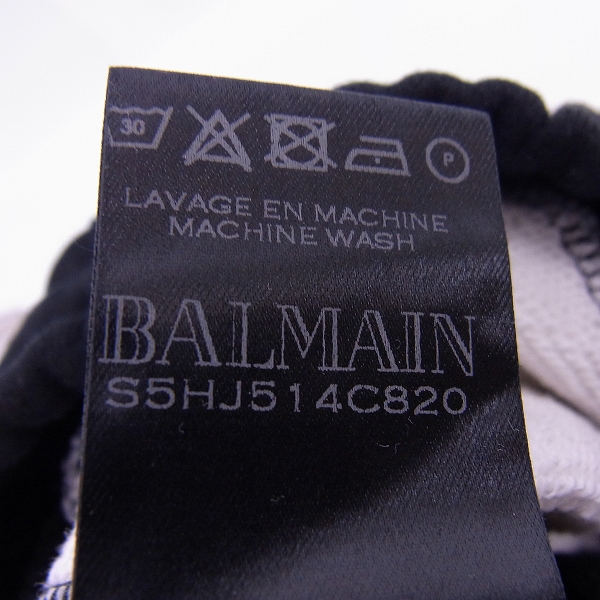 30 P
LAVAGE EN MACHINE
MACHINE WASH
BALMAIN
S5HJ514C820